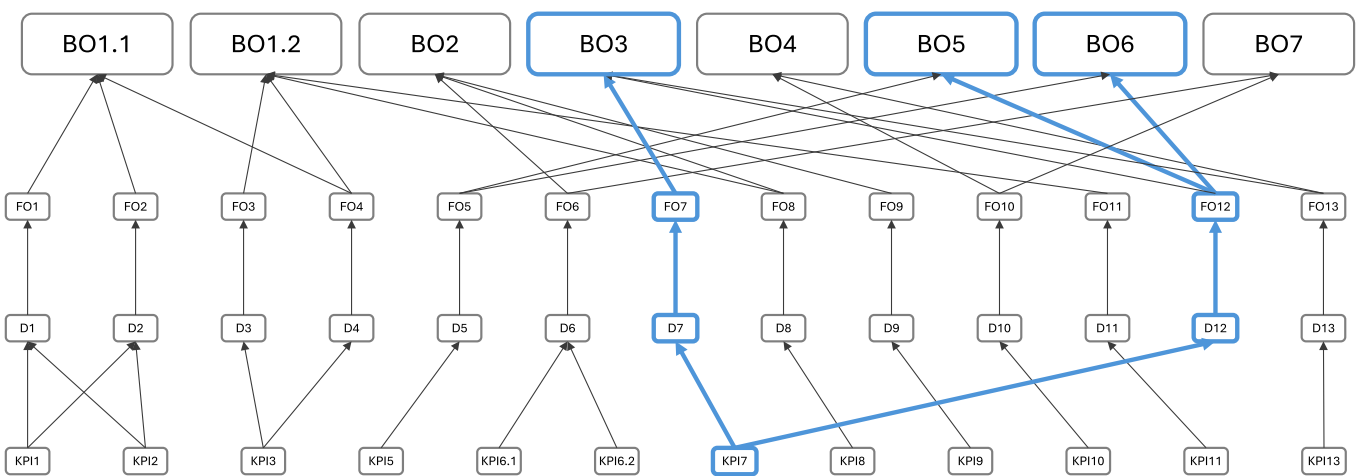 BO1.1 BO1.2 BO2 BO3 BO4 BO5 BO6 BO7
FO1 FO2 FO3 FO4 FO5 FO6 FO7 FO8 FO9 FO10 FO11 FO12 FO13
D1 D2 D3 D4 D5 D6 D7 D8 D9 D10 D11 D12 D13
KPI1 KPI2 KPI3 KPI5 KPI6.1 KPI6.2 KPI7 KPI8 KPI9 KPI10 KPI11 KPI13